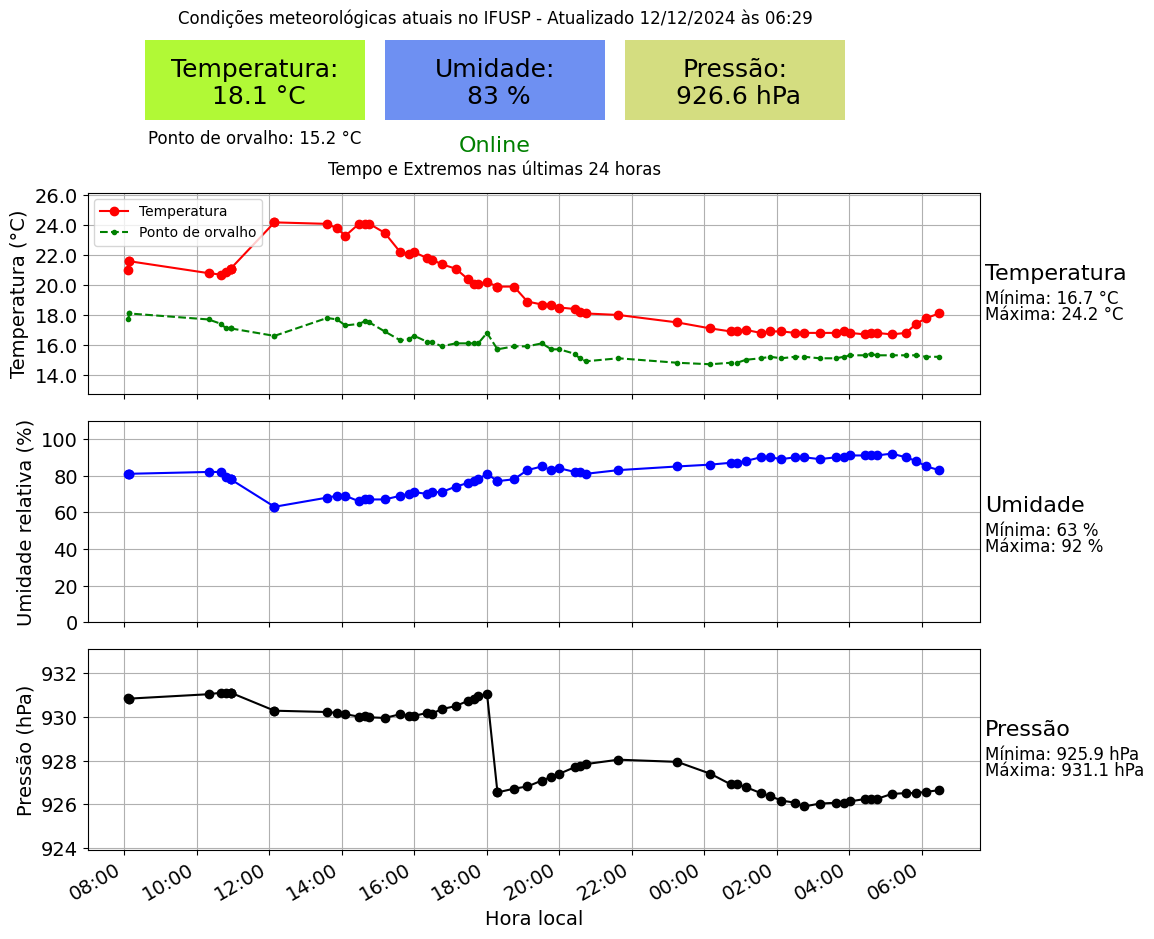 Condições meteorológicas atuais no IFUSP - Atualizado 12/12/2024 às 06:29
Temperatura:
18.1 °C
Umidade:
83 %
Pressão:
926.6 hPa
Ponto de orvalho: 15.2 °C
Online
Tempo e Extremos nas últimas 24 horas
26.0
24.0
22.0
20.0
18.0
16.0
14.0
Temperatura (°C)
Temperatura
Ponto de orvalho
Temperatura
Mínima: 16.7 °C
Máxima: 24.2 °C
100
80
60
40
20
0
Umidade relativa (%)
Umidade
Mínima: 63 %
Máxima: 92 %
932
930
928
926
924
Pressão (hPa)
Pressão
Mínima: 925.9 hPa
Máxima: 931.1 hPa
08:00
10:00
12:00
14:00
16:00
18:00
20:00
22:00
00:00
02:00
04:00
06:00
Hora local